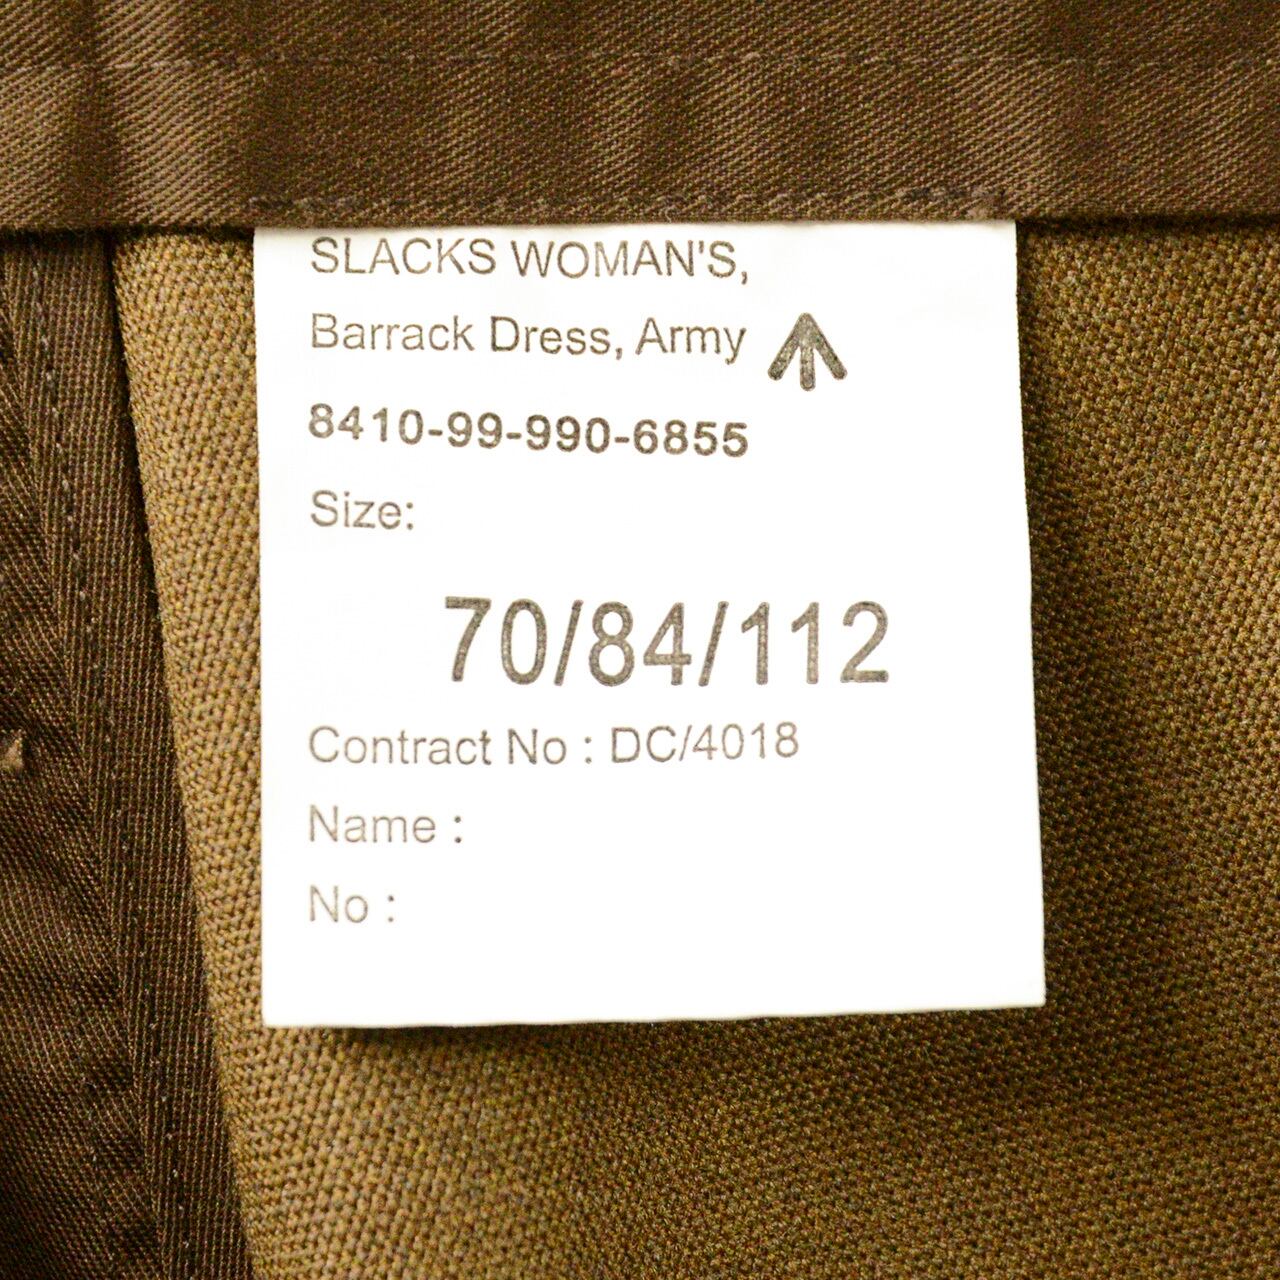 SLACKS WOMAN'S,
Barrack Dress, Army
8410-99-990-6855
Size:
70/84/112
Contract No : DC/4018
Name :
No :